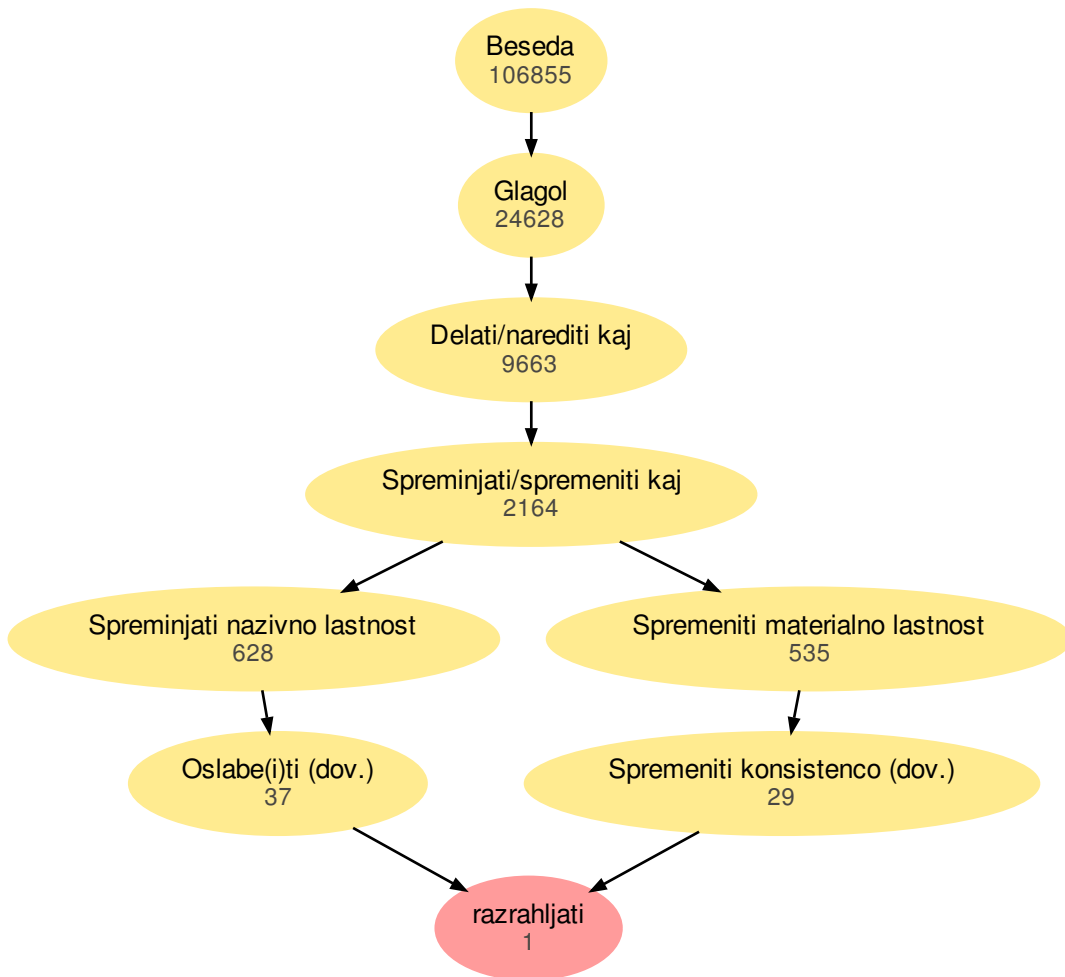 Beseda
106855
Glagol
24628
Delati/narediti kaj
9663
Spreminjati/spremeniti kaj
2164
Spreminjati nazivno lastnost
628
Spremeniti materialno lastnost
535
Oslabe(i)ti (dov.)
37
Spremeniti konsistenco (dov.)
29
razrahljati
1